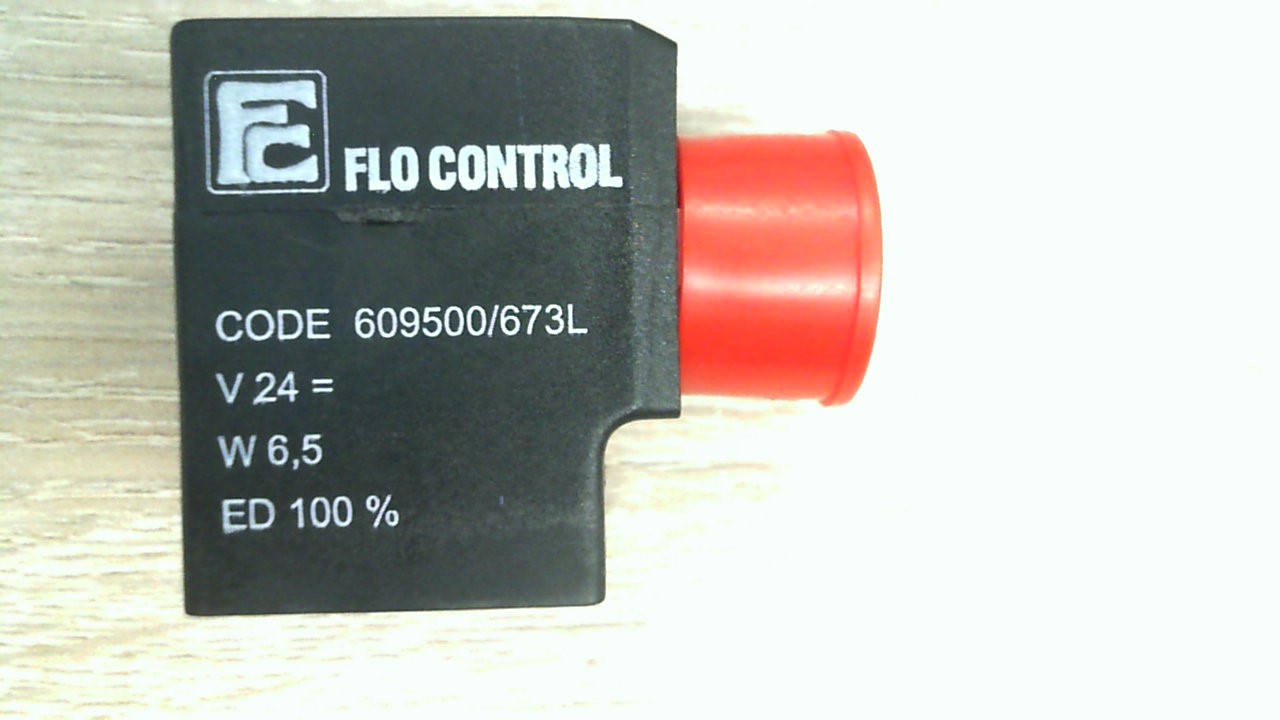 FC
FLO CONTROL
CODE 609500/673L
V 24 =
W 6,5
ED 100 %